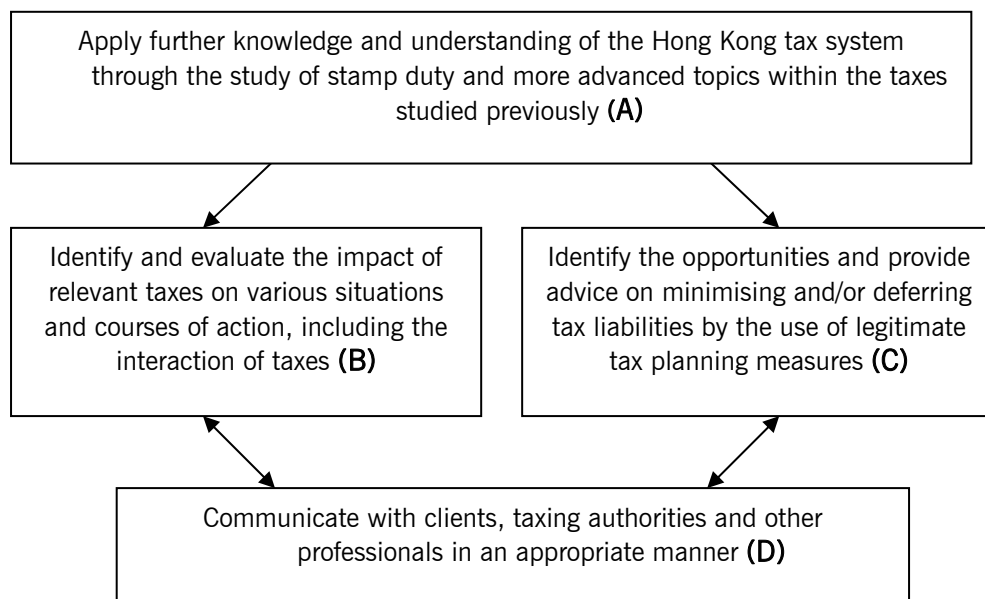 Apply further knowledge and understanding of the Hong Kong tax system
through the study of stamp duty and more advanced topics within the taxes
studied previously (A)
Identify and evaluate the impact of
relevant taxes on various situations
and courses of action, including the
interaction of taxes (B)
Identify the opportunities and provide
advice on minimising and/or deferring
tax liabilities by the use of legitimate
tax planning measures (C)
Communicate with clients, taxing authorities and other
professionals in an appropriate manner (D)